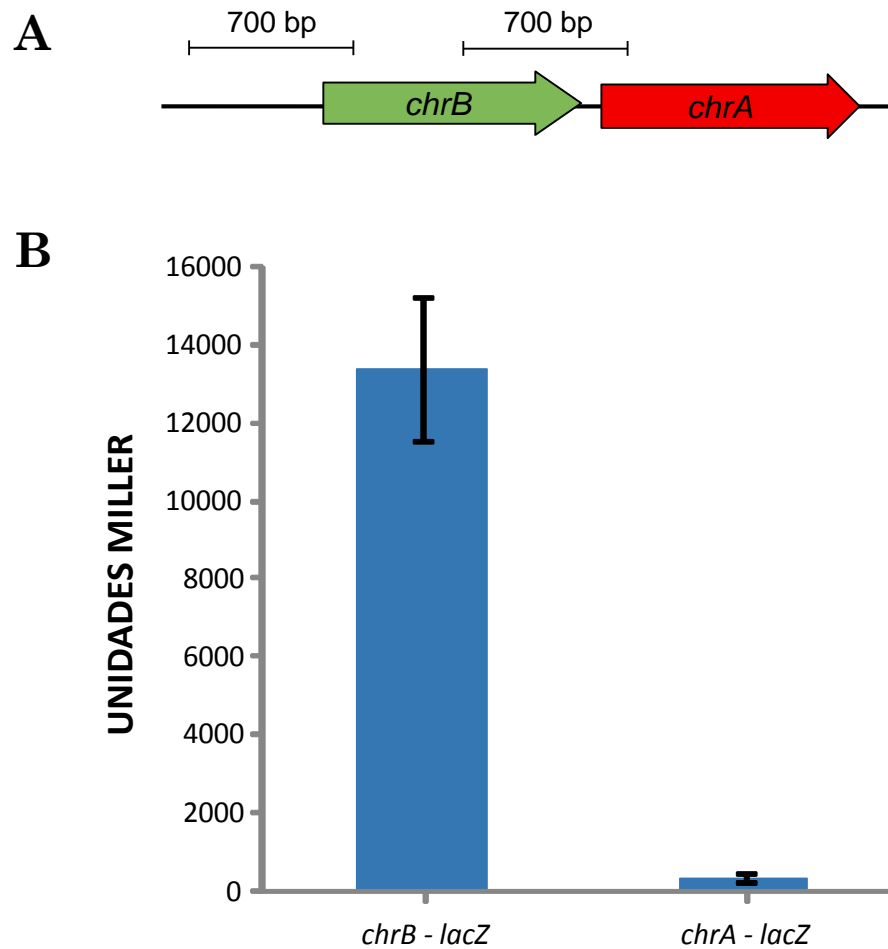 A
700 bp
700 bp
chrB
chrA
B
UNIDADES MILLER
16000
14000
12000
10000
8000
6000
4000
2000
0
chrB - lacZ
chrA - lacZ